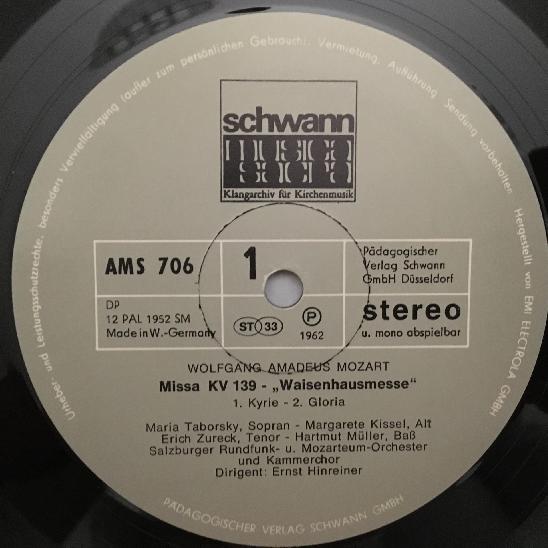 Urheber- und Leistungsschutzrechte, besonders Vervielfältigung (außer zum persönlichen Gebrauch), Vermietung, Aufführung, Sendung vorbehalten. Hergestellt von EMI ELECTROLA GMBH
schwann
musica
sacra
Klangarchiv für Kirchenmusik
AMS 706
1
Pädagogischer
Verlag Schwann
GmbH Düsseldorf
DP
12 PAL 1952 SM
Made in W.-Germany
ST 33
P
1962
stereo
u. mono abspielbar
WOLFGANG AMADEUS MOZART
Missa KV 139 - „Waisenhausmesse"
1. Kyrie - 2. Gloria
Maria Taborsky, Sopran - Margarete Kissel, Alt
Erich Zureck, Tenor - Hartmut Müller, Baß
Salzburger Rundfunk- u. Mozarteum-Orchester
und Kammerchor
Dirigent: Ernst Hinreiner
PÄDAGOGISCHER VERLAG SCHWANN GMBH